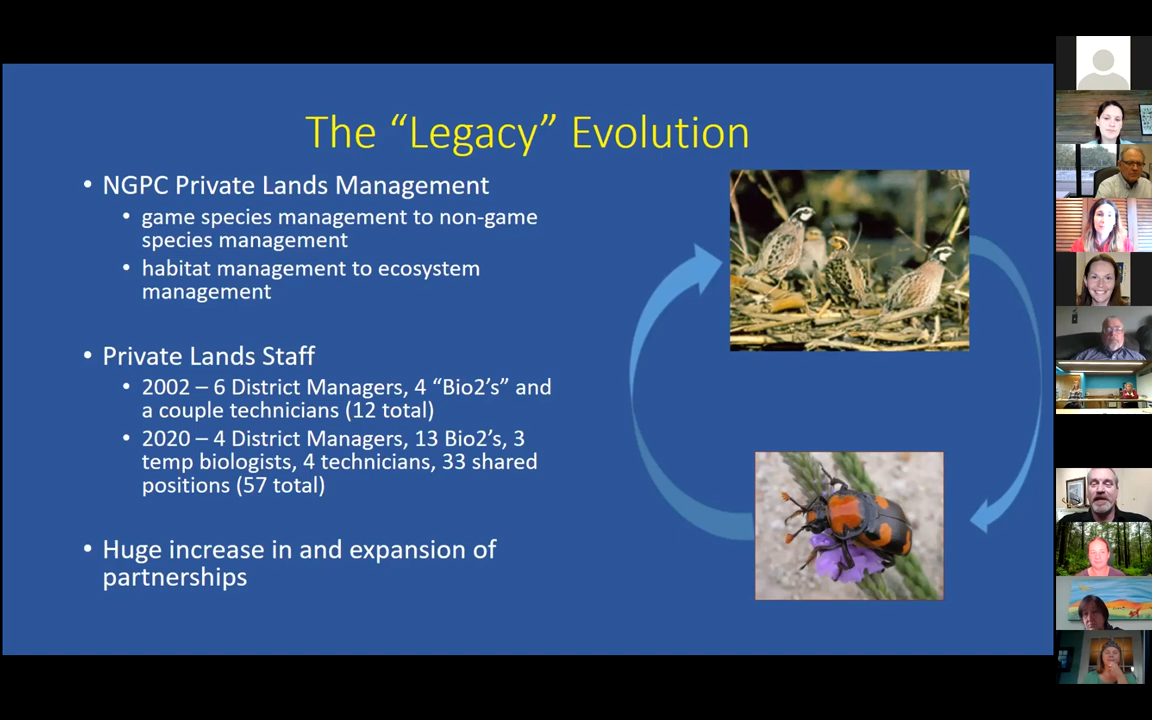 The “Legacy” Evolution
• NGPC Private Lands Management
• game species management to non-game
species management
• habitat management to ecosystem
management
• Private Lands Staff
• 2002 – 6 District Managers, 4 “Bio2’s” and
a couple technicians (12 total)
• 2020 – 4 District Managers, 13 Bio2’s, 3
temp biologists, 4 technicians, 33 shared
positions (57 total)
• Huge increase in and expansion of
partnerships